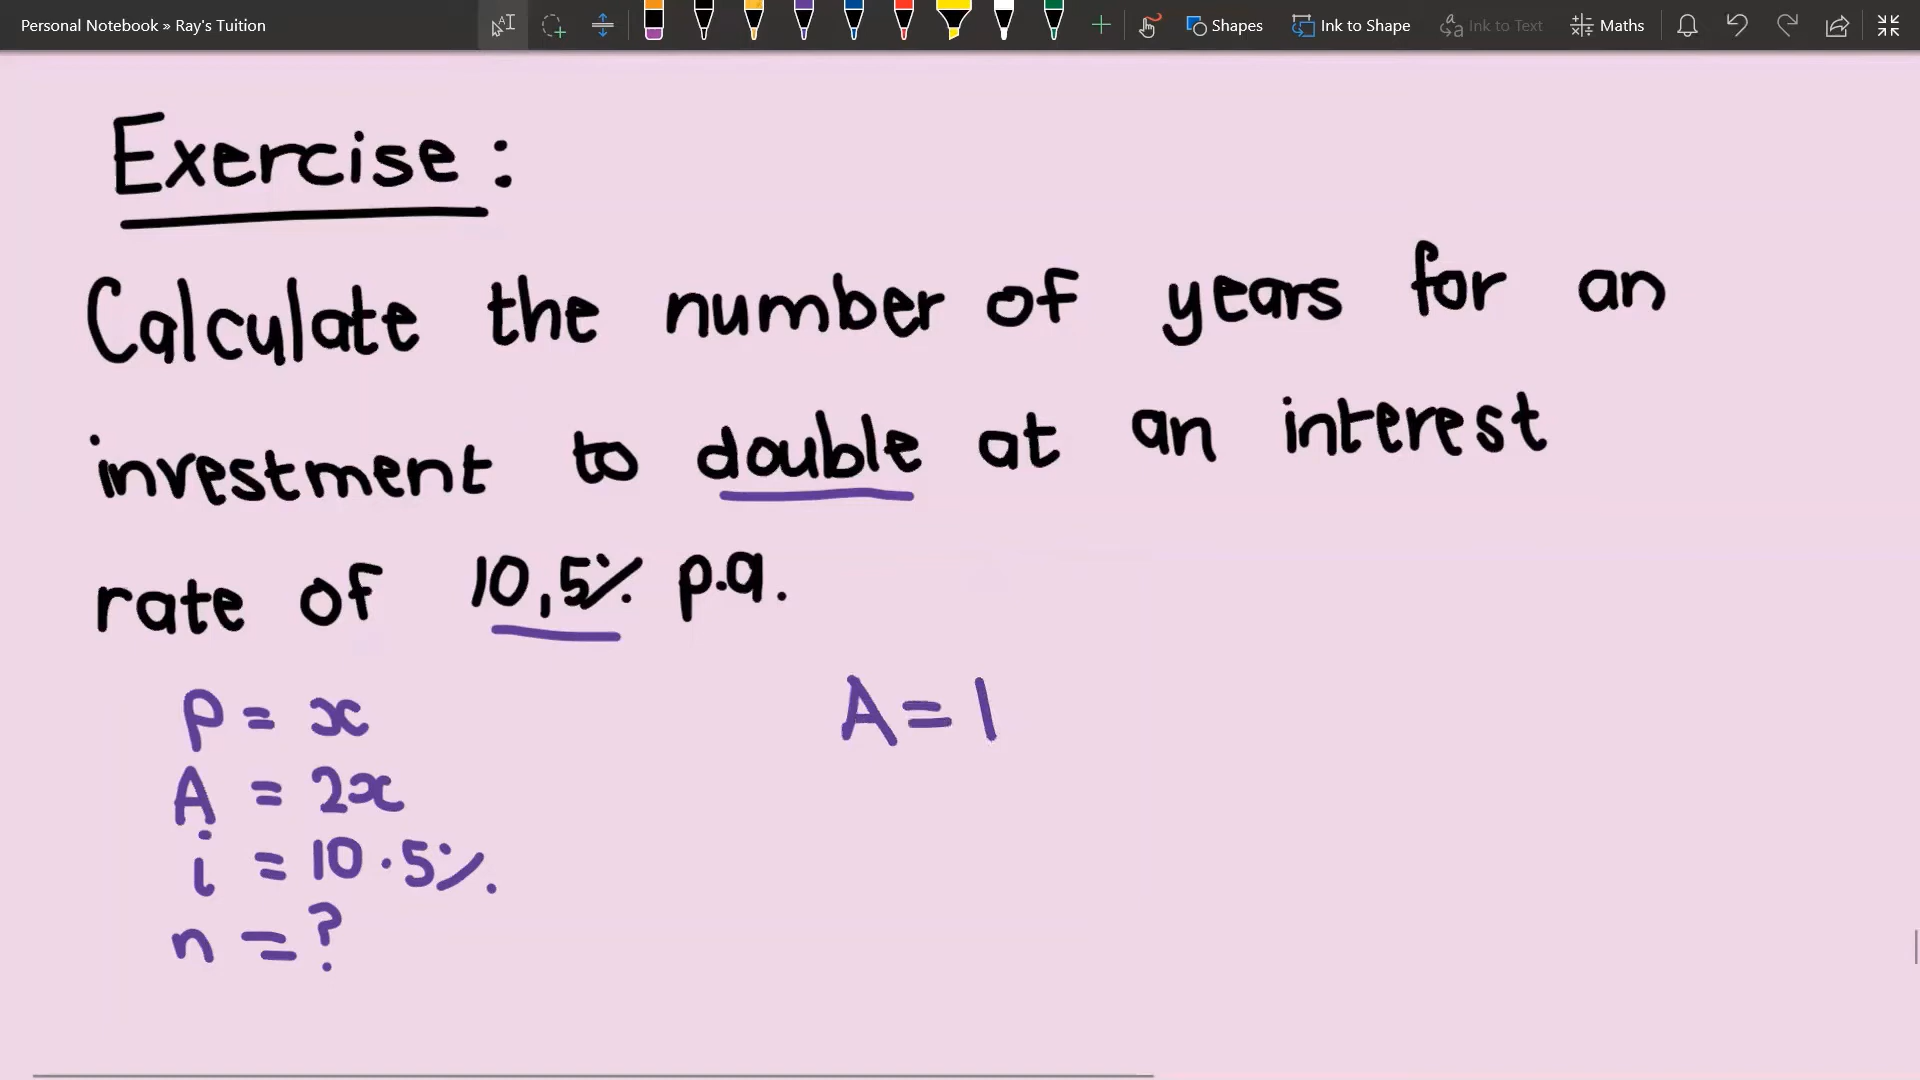 Personal Notebook » Ray's Tuition
Shapes
Ink to Shape
Ink to Text
Maths
Exercise:
Calculate the number of years for an
investment to double at an interest
rate of 10,5% p.a.
P = x
A = 1
A = 2x
i = 10.5%
n = ?